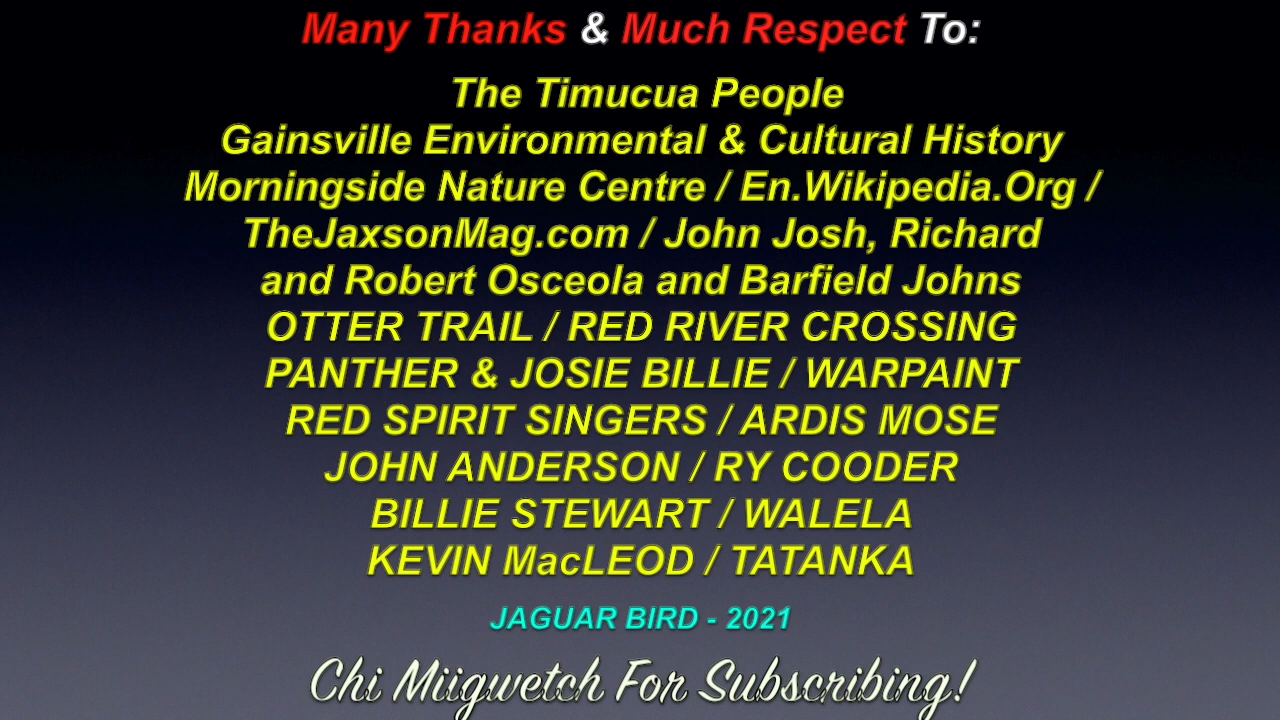 Many Thanks & Much Respect To:
The Timucua People
Gainsville Environmental & Cultural History
Morningside Nature Centre / En.Wikipedia.Org /
TheJaxsonMag.com / John Josh, Richard
and Robert Osceola and Barfield Johns
OTTER TRAIL / RED RIVER CROSSING
PANTHER & JOSIE BILLIE / WARPAINT
RED SPIRIT SINGERS / ARDIS MOSE
JOHN ANDERSON / RY COODER
BILLIE STEWART / WALELA
KEVIN MacLEOD / TATANKA
JAGUAR BIRD - 2021
Chi Miigwetch For Subscribing!